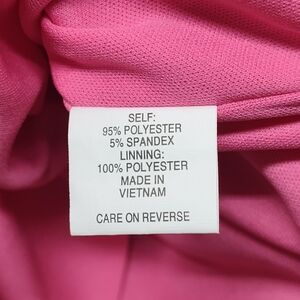 SELF:
95% POLYESTER
5% SPANDEX
LINNING:
100% POLYESTER
MADE IN
VIETNAM
CARE ON REVERSE